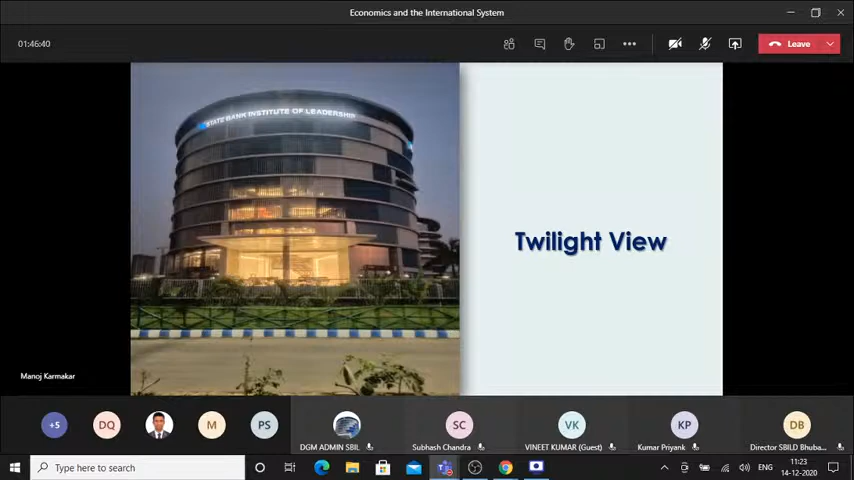 Economics and the International System
01:46:40
Leave
STATE BANK INSTITUTE OF LEADERSHIP
Twilight View
Manoj Karmakar
+5
DQ
M
PS
SC
VK
KP
DB
DGM ADMIN SBIL
Subhash Chandra
VINEET KUMAR (Guest)
Kumar Priyank
Director SBILD Bhuba...
Type here to search
ENG
11:23
14-12-2020